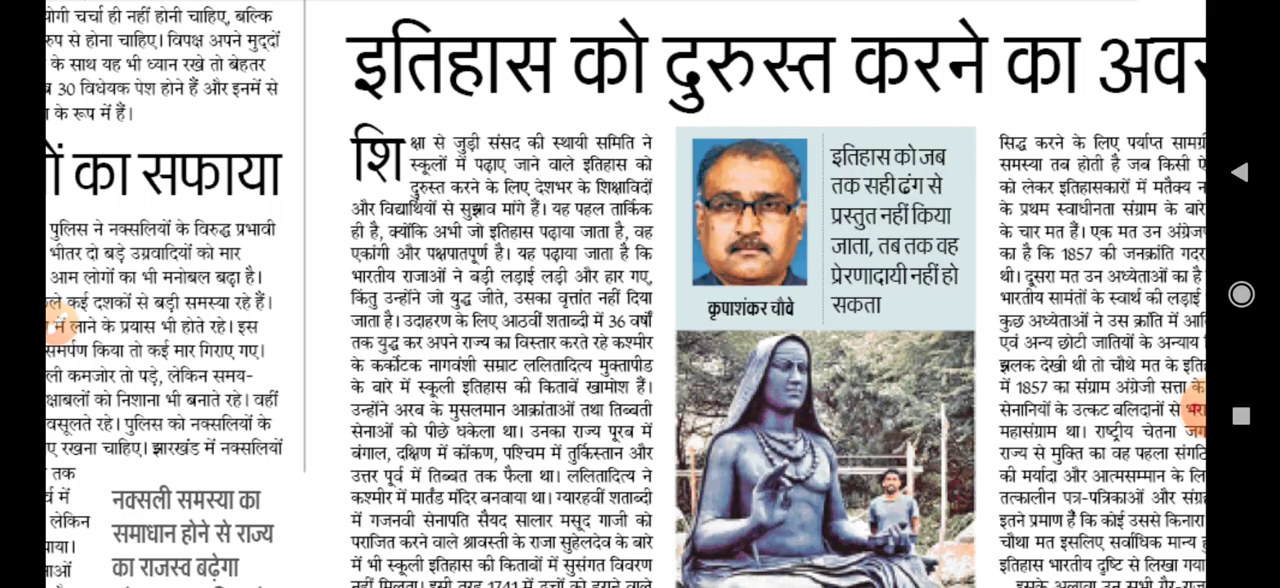 योगी चर्चा ही नहीं होनी चाहिए, बल्कि
रुप से होना चाहिए। विपक्ष अपने मुद्दों
के साथ यह भी ध्यान रखे तो बेहतर
30 विधेयक पेश होने हैं और इनमें से
के रूप में हैं।
का सफाया
पुलिस ने नक्सलियों के विरुद्ध प्रभावी
भीतर दो बड़े उग्रवादियों को मार
आम लोगों का भी मनोबल बढ़ा है।
कई दशकों से बड़ी समस्या रहे हैं।
में लाने के प्रयास भी होते रहे। इस
समर्पण किया तो कई मार गिराए गए।
कमजोर तो पड़े, लेकिन समय-
को निशाना भी बनाते रहे। वहीं
वसूलते रहे। पुलिस को नक्सलियों के
रखना चाहिए। झारखंड में नक्सलियों
तक
में
लेकिन
नक्सली समस्या का
समाधान होने से राज्य
का राजस्व बढ़ेगा
इतिहास को दुरुस्त करने का
शिक्षा से जुड़ी संसद की स्थायी समिति ने
स्कूलों में पढ़ाए जाने वाले इतिहास को
दुरुस्त करने के लिए देशभर के शिक्षाविदों
और विद्यार्थियों से सुझाव मांगे हैं। यह पहल तार्किक
ही है, क्योंकि अभी जो इतिहास पढ़ाया जाता है, वह
एकांगी और पक्षपातपूर्ण है। यह पढ़ाया जाता है कि
भारतीय राजाओं ने बड़ी लड़ाई लड़ी और हार गए,
किंतु उन्होंने जो युद्ध जीते, उसका वृत्तांत नहीं दिया
जाता है। उदाहरण के लिए आठवीं शताब्दी में 36 वर्षों
तक युद्ध कर अपने राज्य का विस्तार करते रहे कश्मीर
के कर्कोटक नागवंशी सम्राट ललितादित्य मुक्तापीड
के बारे में स्कूली इतिहास की किताबें खामोश हैं।
उन्होंने अरब के मुसलमान आक्रांताओं तथा तिब्बती
सेनाओं को पीछे धकेला था। उनका राज्य पूरब में
बंगाल, दक्षिण में कोंकण, पश्चिम में तुर्किस्तान और
उत्तर पूर्व में तिब्बत तक फैला था। ललितादित्य ने
कश्मीर में मार्तंड मंदिर बनवाया था। ग्यारहवीं शताब्दी
में गजनवी सेनापति सैयद सालार मसूद गाजी को
पराजित करने वाले श्रावस्ती के राजा सुहेलदेव के बारे
में भी स्कूली इतिहास की किताबों में सुसंगत विवरण
नहीं मिलता। इसी तरह 1741 में डचों को हराने वाले
कृपाशंकर चौबे
इतिहास को जब
तक सही ढंग से
प्रस्तुत नहीं किया
जाता, तब तक वह
प्रेरणादायी नहीं हो
सकता
सिद्ध करने के लिए पर्याप्त
समस्या तब होती है जब किसी
को लेकर इतिहासकारों में मतैक्य
के प्रथम स्वाधीनता संग्राम के बारे
के चार मत हैं। एक मत उन
का है कि 1857 की जनक्रांति गदर
थी। दूसरा मत उन अध्येताओं का है
भारतीय सामंतों के स्वार्थ की लड़ाई
कुछ अध्येताओं ने उस क्रांति में
एवं अन्य छोटी जातियों के अन्याय
झलक देखी थी तो चौथे मत के
में 1857 का संग्राम अंग्रेजी सत्ता के
सेनानियों के उत्कट बलिदानों से
महासंग्राम था। राष्ट्रीय चेतना
राज्य से मुक्ति का वह पहला
की मर्यादा और आत्मसम्मान के
तत्कालीन पत्र-पत्रिकाओं और
इतने प्रमाण हैं कि कोई उससे किनारा
चौथा मत इसलिए सर्वाधिक मान्य
इतिहास भारतीय दृष्टि से लिखा
इसके अलावा उन सभी